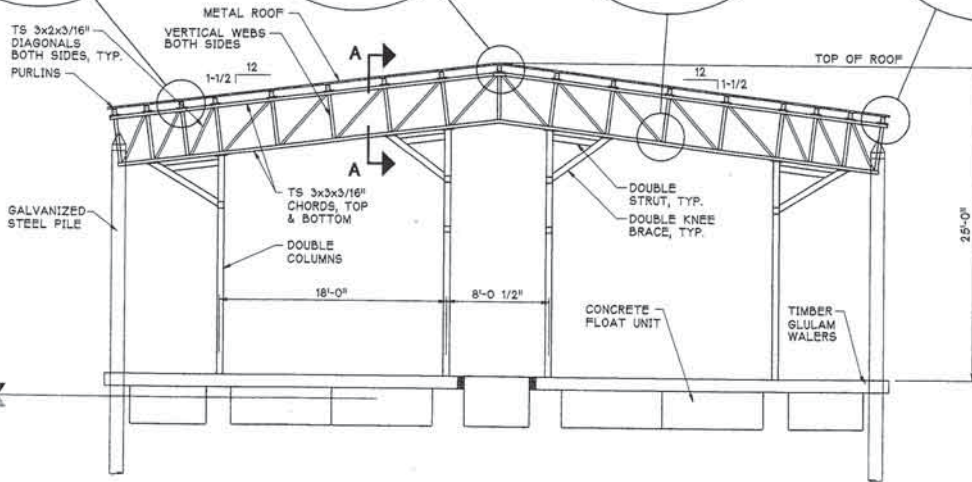 METAL ROOF
TS 3x2x3/16"
DIAGONALS
BOTH SIDES, TYP.
PURLINS
VERTICAL WEBS
BOTH SIDES
A
12
1-1/2
12
1-1/2
TOP OF ROOF
A
TS 3x3x3/16"
CHORDS, TOP
& BOTTOM
DOUBLE
STRUT, TYP.
DOUBLE KNEE
BRACE, TYP.
GALVANIZED
STEEL PILE
DOUBLE
COLUMNS
25'-0"
18'-0"
8'-0 1/2"
CONCRETE
FLOAT UNIT
TIMBER
GLULAM
WALERS